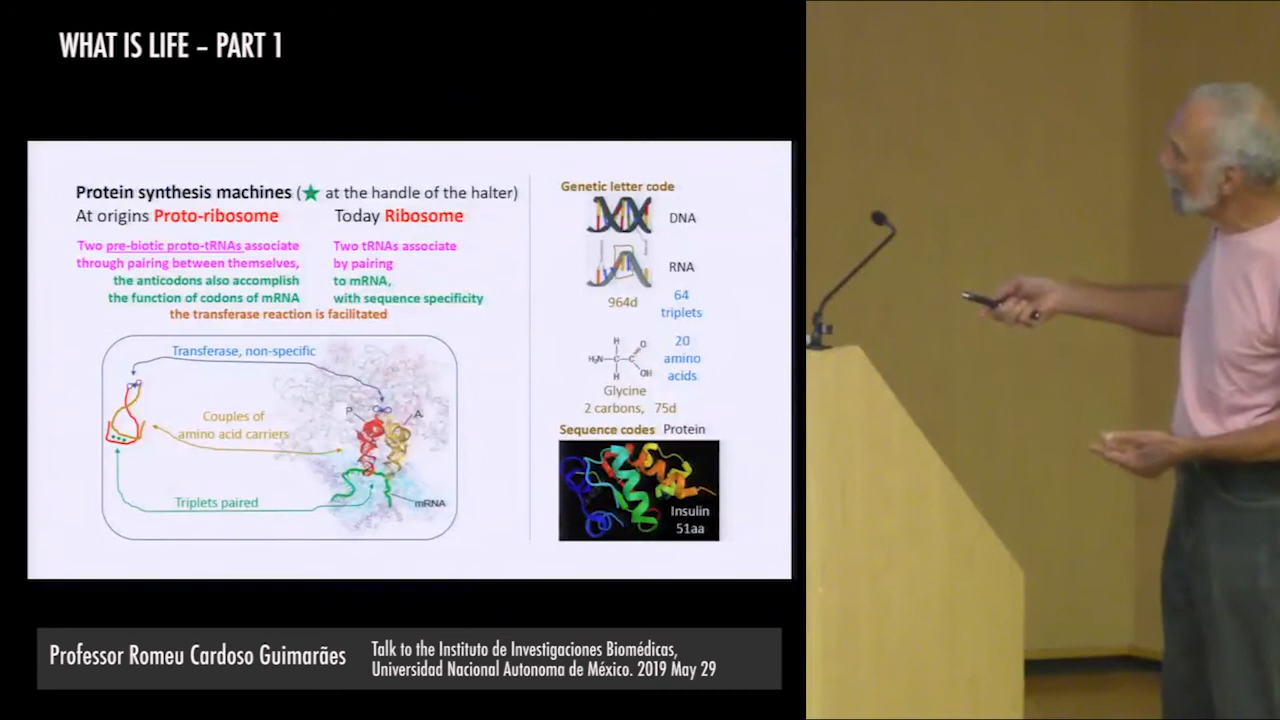 WHAT IS LIFE – PART 1
Protein synthesis machines (★ at the handle of the halter)
At origins Proto-ribosome
Today Ribosome
Two pre-biotic proto-tRNAs associate
through pairing between themselves,
the anticodons also accomplish
the function of codons of mRNA
Two tRNAs associate
by pairing
to mRNA,
with sequence specificity
the transferase reaction is facilitated
Transferase, non-specific
P
A
Couples of
amino acid carriers
Triplets paired
mRNA
Genetic letter code
DNA
RNA
964d
64
triplets
H
O
H₂N—C—C
H
OH
20
amino
acids
Glycine
2 carbons, 75d
Sequence codes Protein
Insulin
51aa
Professor Romeu Cardoso Guimarães
Talk to the Instituto de Investigaciones Biomédicas,
Universidad Nacional Autonoma de México. 2019 May 29